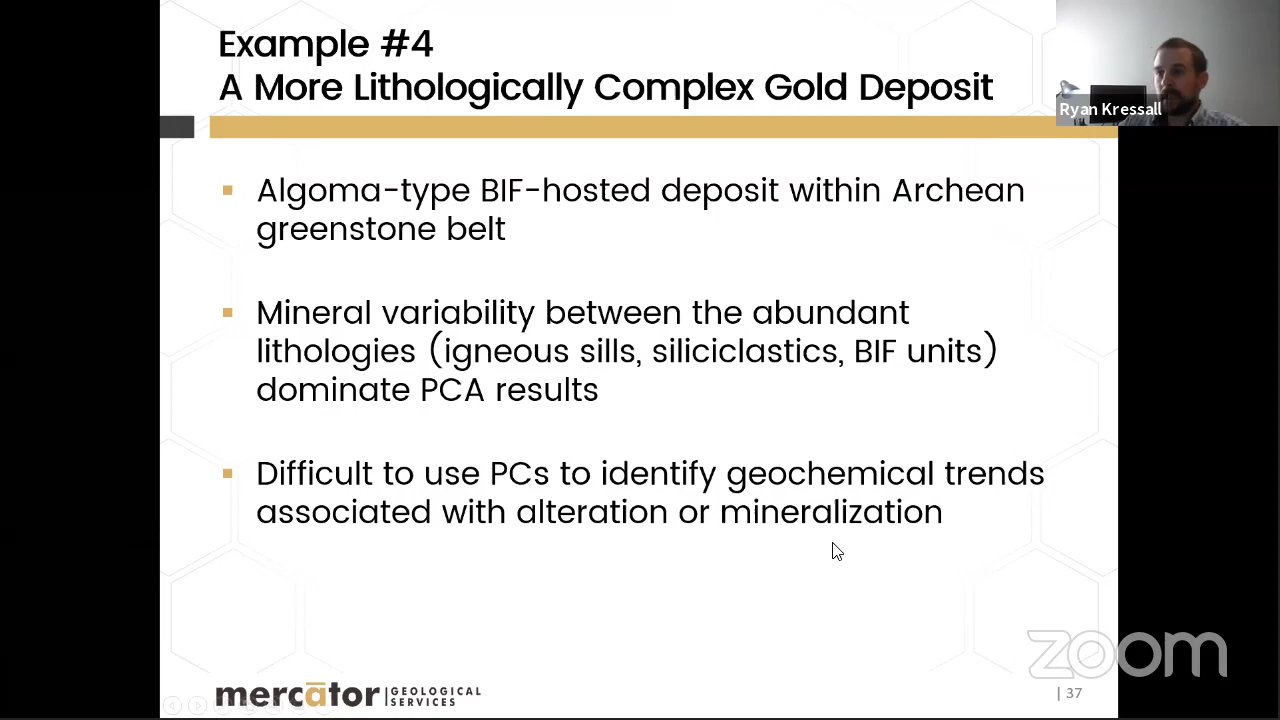 Example #4
A More Lithologically Complex Gold Deposit
Ryan Kressall
▪ Algoma-type BIF-hosted deposit within Archean
greenstone belt
▪ Mineral variability between the abundant
lithologies (igneous sills, siliciclastics, BIF units)
dominate PCA results
▪ Difficult to use PCs to identify geochemical trends
associated with alteration or mineralization
zoom
mercātor | GEOLOGICAL
SERVICES
| 37